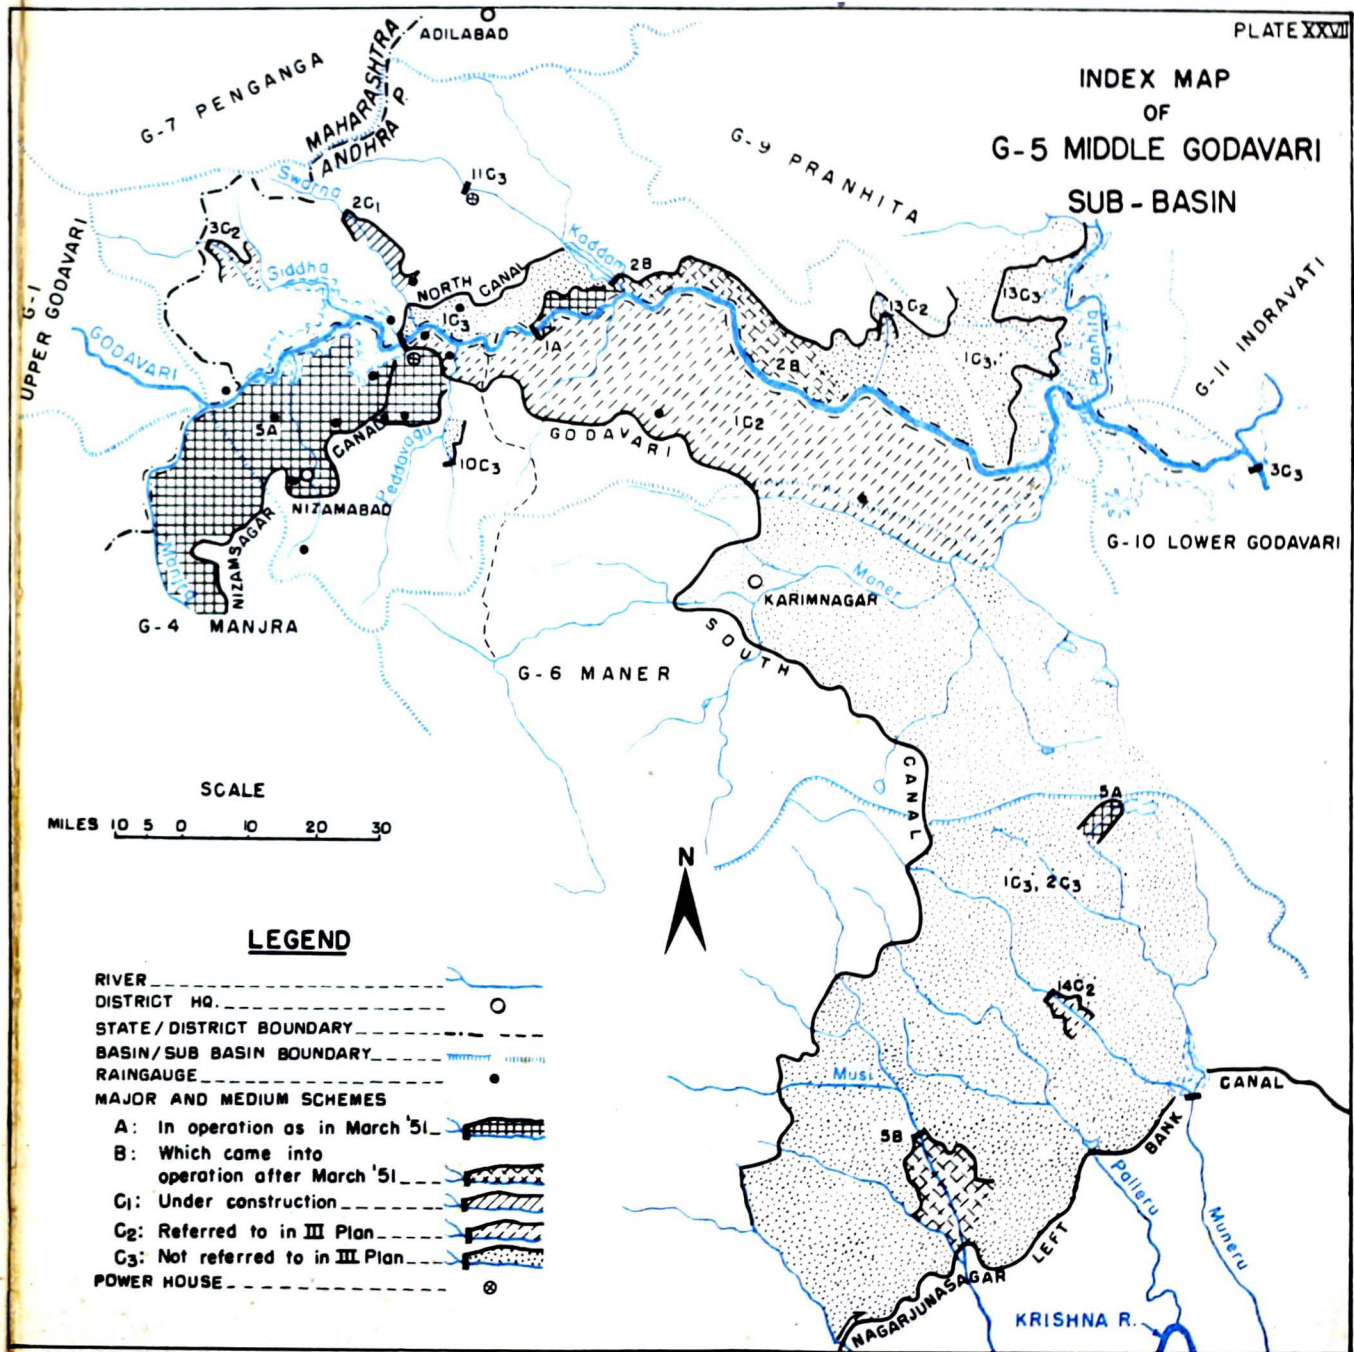 PLATE XXVII
INDEX MAP
OF
G-5 MIDDLE GODAVARI
SUB-BASIN
ADILABAD
G-7 PENGANGA
MAHARASHTRA
ANDHRA P.
G-9 PRANHITA
Swarna
11C3
2C1
3C2
Siddha
Kaddam
NORTH CANAL
2B
13C2
13C3
1C3
1A
2B
1C3
Panhita
G-11 INDRAVATI
G-1
UPPER GODAVARI
GODAVARI
5A
CANAL
1C2
GODAVARI
Peddavagu
10C3
3C3
NIZAMABAD
NIZAMSAGAR
Manjra
G-10 LOWER GODAVARI
Maner
KARIMNAGAR
G-4 MANJRA
SOUTH
G-6 MANER
CANAL
SCALE
MILES 10 5 0 10 20 30
5A
N
1C3, 2C3
14C2
Musi
CANAL
5B
BANK
Palleru
Muneru
LEFT
NAGARJUNASAGAR
KRISHNA R.
LEGEND
RIVER
DISTRICT HQ.
STATE/DISTRICT BOUNDARY
BASIN/SUB BASIN BOUNDARY
RAINGAUGE
MAJOR AND MEDIUM SCHEMES
A: In operation as in March '51
B: Which came into
operation after March '51
C1: Under construction
C2: Referred to in III Plan
C3: Not referred to in III Plan
POWER HOUSE